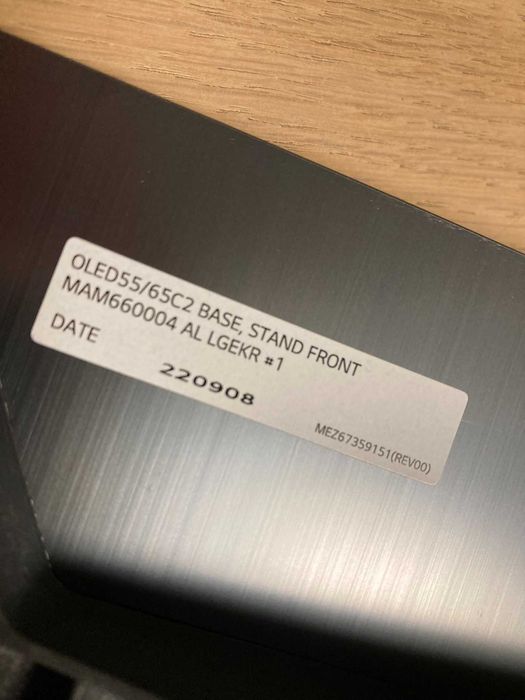 OLED55/65C2 BASE, STAND FRONT
MAM660004 AL LGEKR #1
DATE
220908
MEZ67359151(REV00)